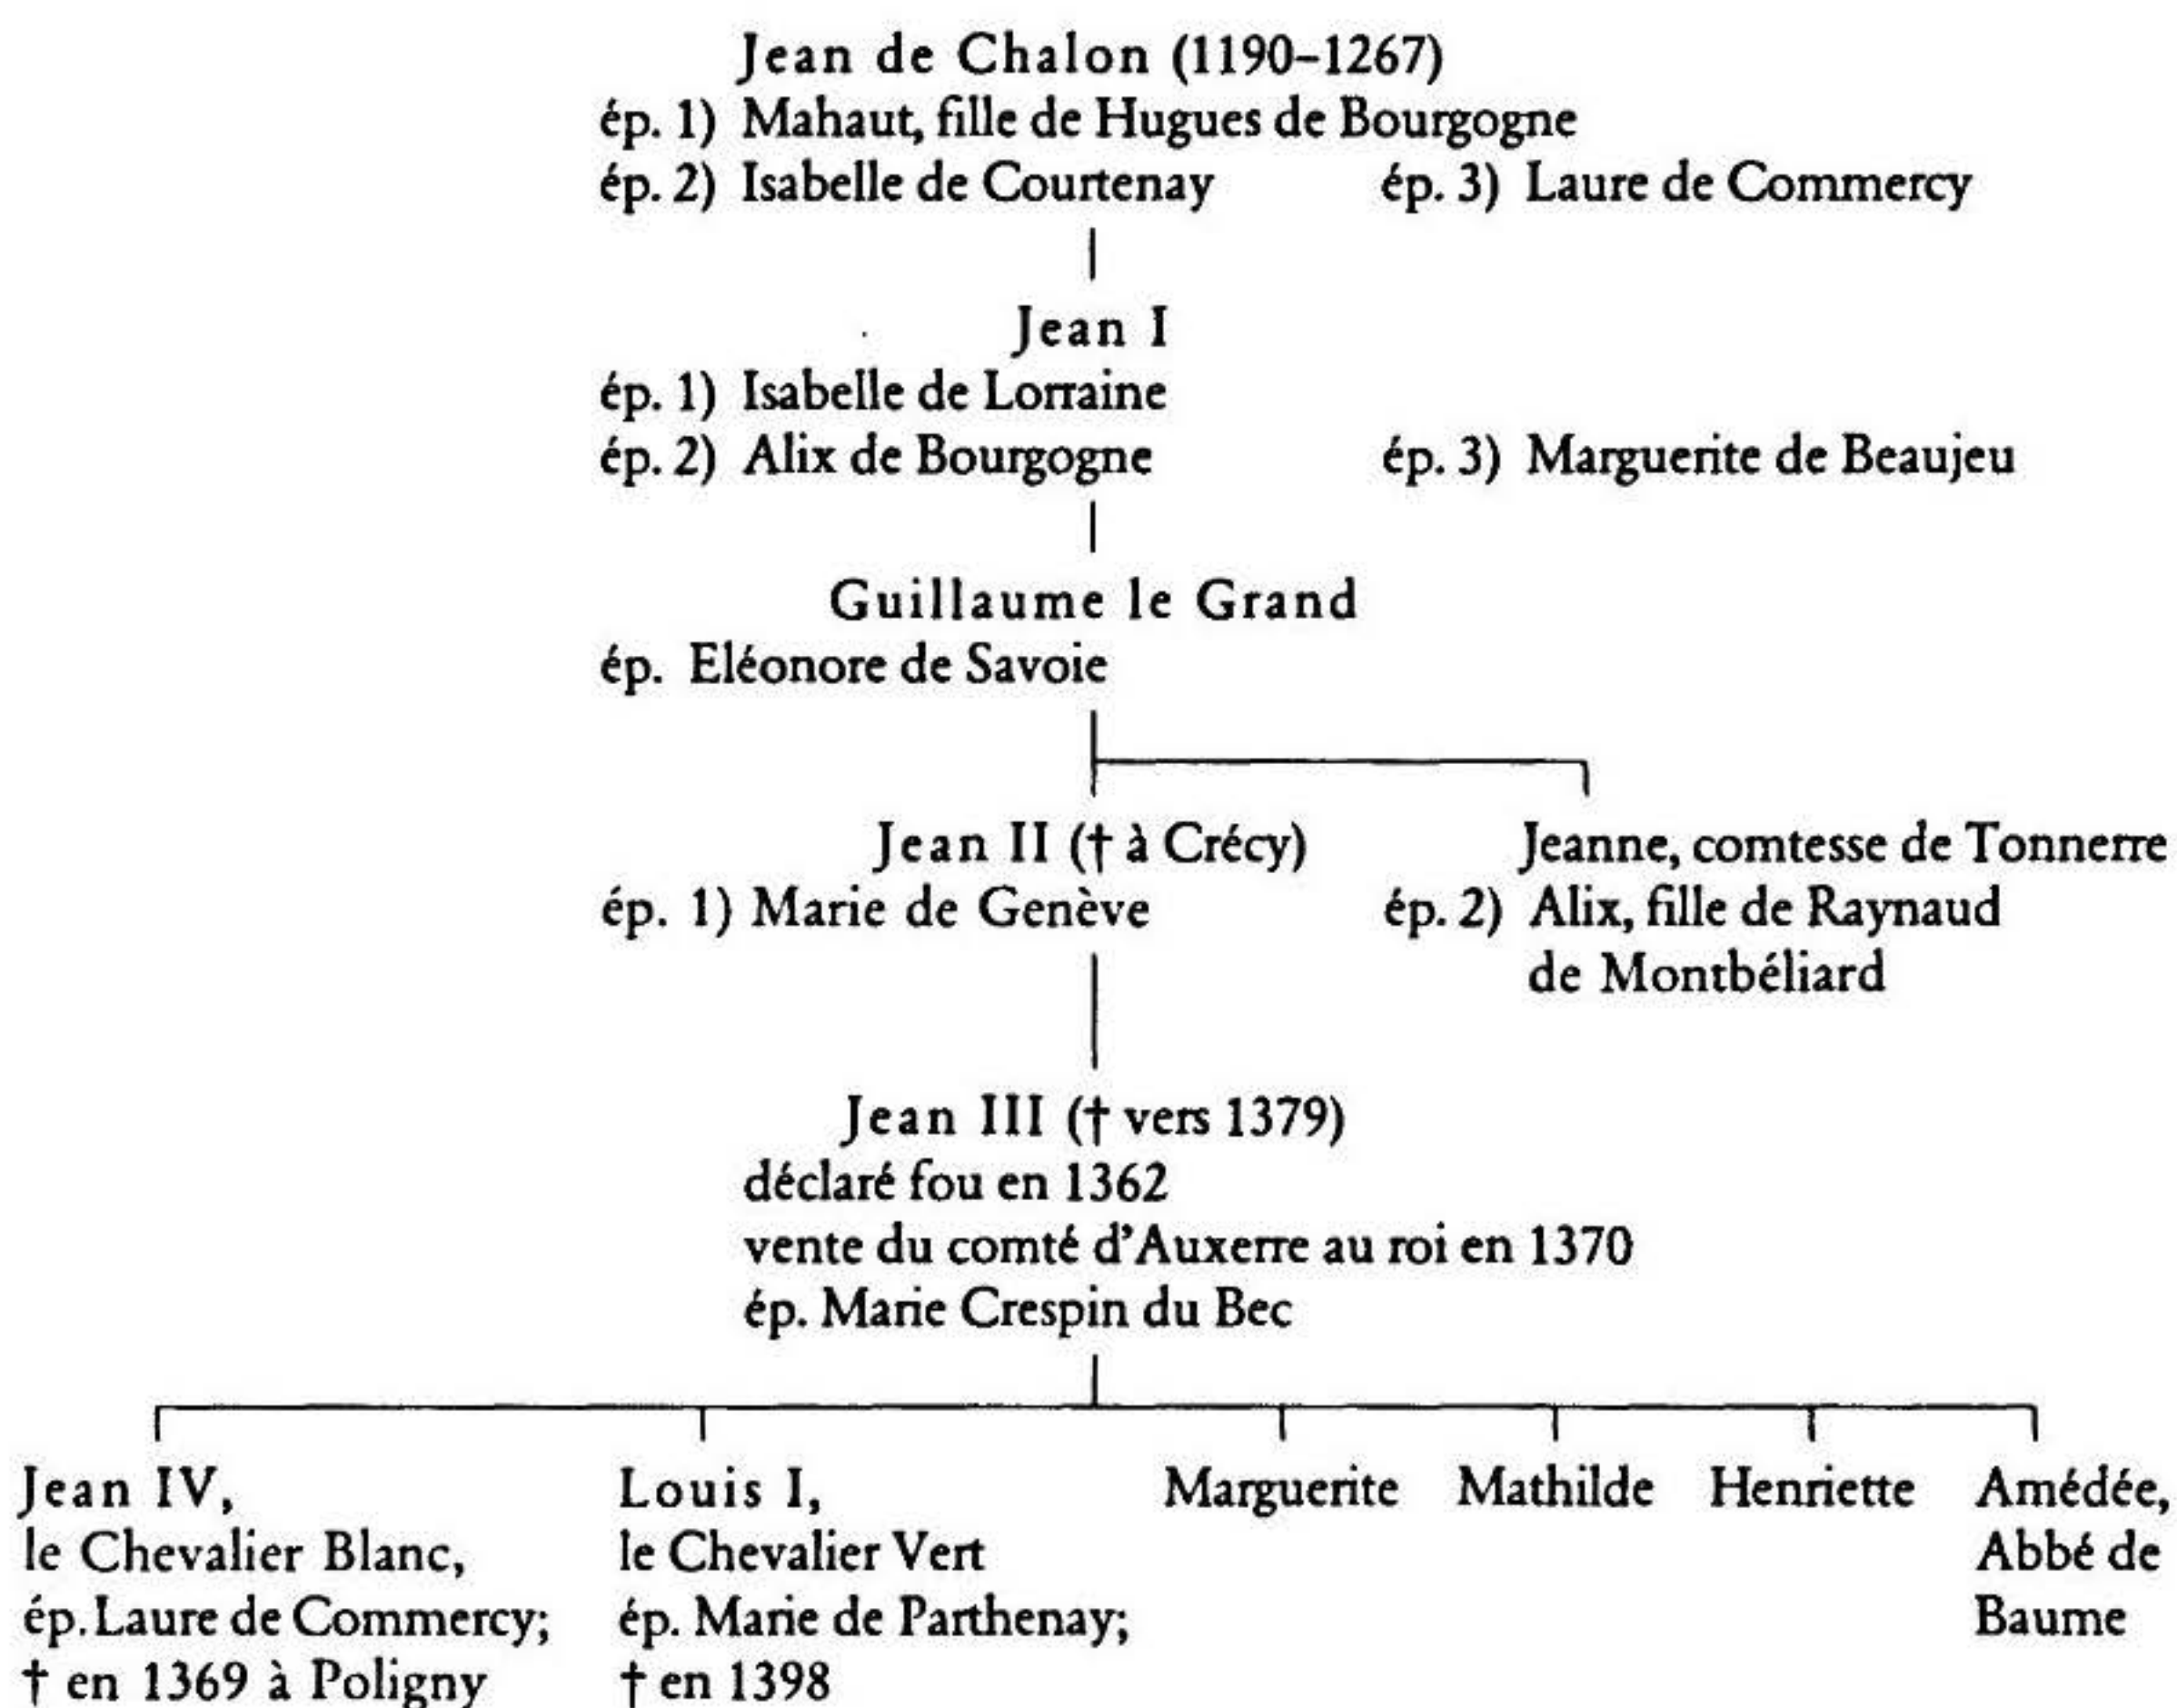 Jean de Chalon (1190–1267)
ép. 1) Mahaut, fille de Hugues de Bourgogne
ép. 2) Isabelle de Courtenay ép. 3) Laure de Commercy
Jean I
ép. 1) Isabelle de Lorraine
ép. 2) Alix de Bourgogne ép. 3) Marguerite de Beaujeu
Guillaume le Grand
ép. Eléonore de Savoie
Jean II († à Crécy) Jeanne, comtesse de Tonnerre
ép. 1) Marie de Genève ép. 2) Alix, fille de Raynaud
de Montbéliard
Jean III († vers 1379)
déclaré fou en 1362
vente du comté d’Auxerre au roi en 1370
ép. Marie Crespin du Bec
Jean IV,
le Chevalier Blanc,
ép. Laure de Commercy;
† en 1369 à Poligny
Louis I,
le Chevalier Vert
ép. Marie de Parthenay;
† en 1398
Marguerite
Mathilde
Henriette
Amédée,
Abbé de
Baume